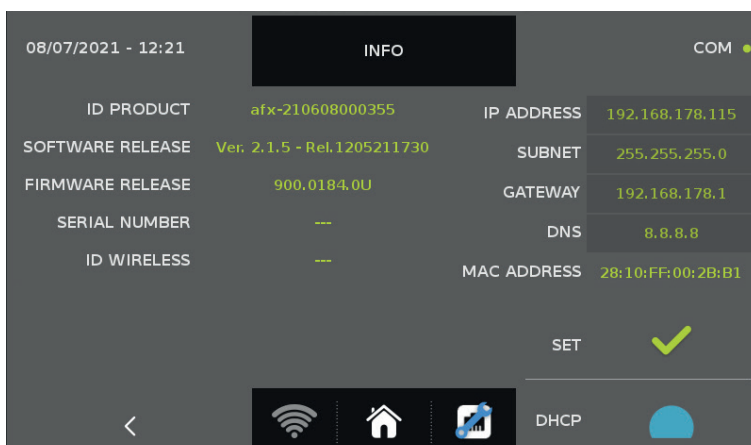 08/07/2021 - 12:21 INFO COM
ID PRODUCT afx-210608000355 IP ADDRESS 192.168.178.115
SOFTWARE RELEASE Ver. 2.1.5 - Rel.1205211730 SUBNET 255.255.255.0
FIRMWARE RELEASE 900.0184.0U GATEWAY 192.168.178.1
SERIAL NUMBER --- DNS 8.8.8.8
ID WIRELESS --- MAC ADDRESS 28:10:FF:00:2B:B1
SET
DHCP